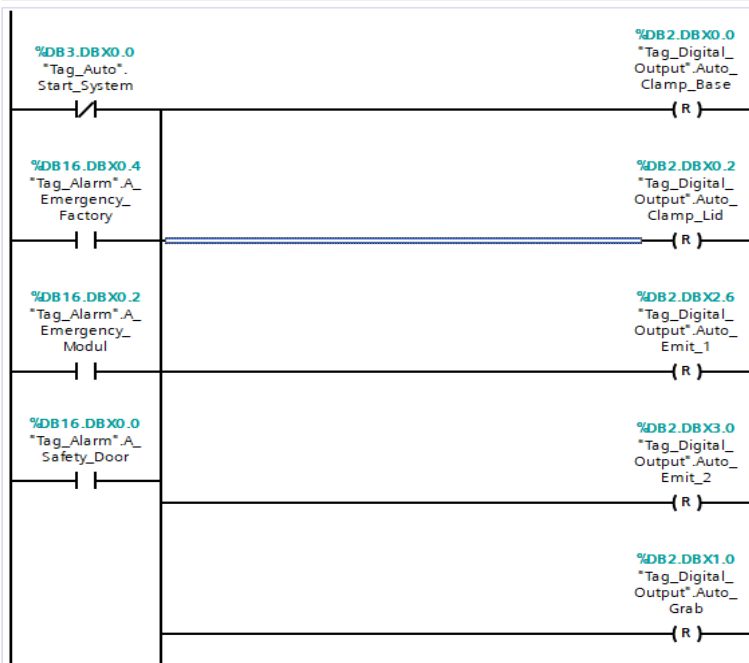 %DB3.DBX0.0
"Tag_Auto".
Start_System
%DB2.DBX0.0
"Tag_Digital_
Output".Auto_
Clamp_Base
R
%DB16.DBX0.4
"Tag_Alarm".A_
Emergency_
Factory
%DB2.DBX0.2
"Tag_Digital_
Output".Auto_
Clamp_Lid
R
%DB16.DBX0.2
"Tag_Alarm".A_
Emergency_
Modul
%DB2.DBX2.6
"Tag_Digital_
Output".Auto_
Emit_1
R
%DB16.DBX0.0
"Tag_Alarm".A_
Safety_Door
%DB2.DBX3.0
"Tag_Digital_
Output".Auto_
Emit_2
R
%DB2.DBX1.0
"Tag_Digital_
Output".Auto_
Grab
R